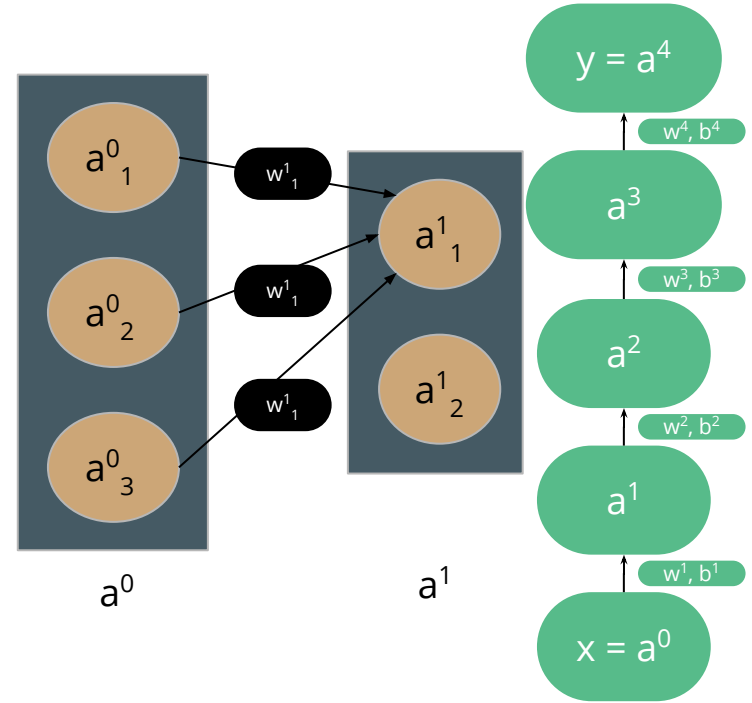 a⁰₁
a⁰₂
a⁰₃
a⁰
w¹₁
w¹₁
w¹₁
a¹₁
a¹₂
a¹
y = a⁴
w⁴, b⁴
a³
w³, b³
a²
w², b²
a¹
w¹, b¹
x = a⁰